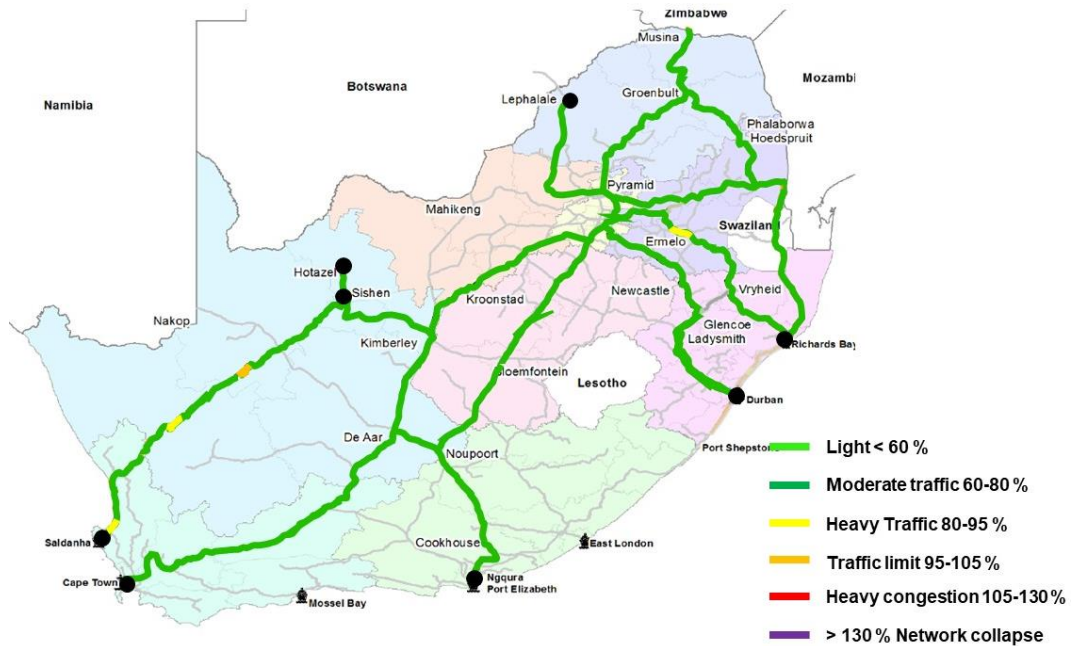 Zimbabwe
Musina
Mozambi
Botswana
Namibia
Groenbult
Lephalale
Phalaborwa
Hoedspruit
Pyramid
Mahikeng
Swaziland
Ermelo
Hotazel
Sishen
Newcastle
Vryheid
Kroonstad
Nakop
Glencoe
Ladysmith
Kimberley
Richards Bay
Bloemfontein
Lesotho
Durban
De Aar
Port Shepstone
Noupoort
Light < 60 %
Moderate traffic 60-80 %
Heavy Traffic 80-95 %
Saldanha
Cookhouse
East London
Traffic limit 95-105 %
Cape Town
Ngqura
Port Elizabeth
Mossel Bay
Heavy congestion 105-130 %
> 130 % Network collapse